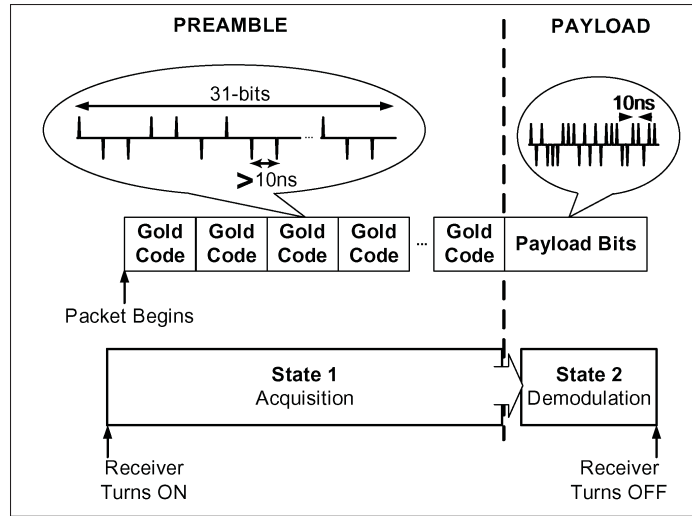 PREAMBLE
PAYLOAD
31-bits
10ns
>10ns
Gold Code
Gold Code
Gold Code
Gold Code
...
Gold Code
Payload Bits
Packet Begins
State 1
Acquisition
State 2
Demodulation
Receiver
Turns ON
Receiver
Turns OFF